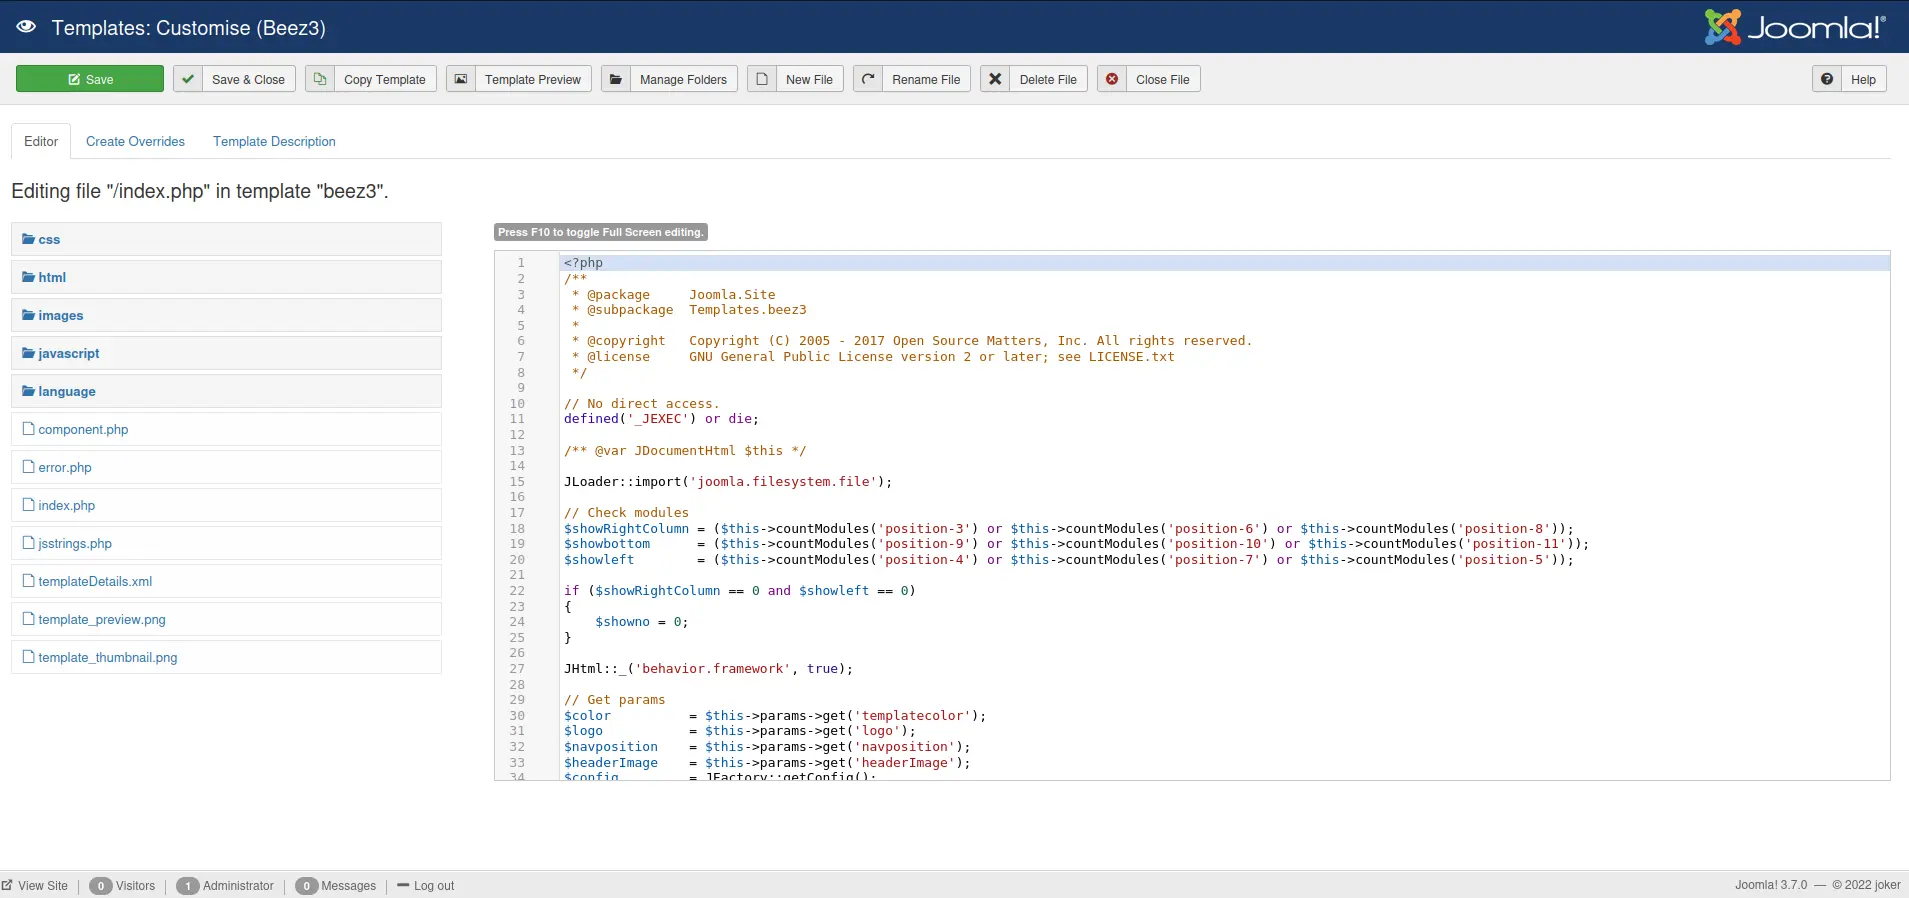 Templates: Customise (Beez3)
Joomla!®
Save
Save & Close
Copy Template
Template Preview
Manage Folders
New File
Rename File
Delete File
Close File
Help
Editor
Create Overrides
Template Description
Editing file "/index.php" in template "beez3".
css
html
images
javascript
language
component.php
error.php
index.php
jsstrings.php
templateDetails.xml
template_preview.png
template_thumbnail.png
Press F10 to toggle Full Screen editing.
1 <?php
2 /**
3  * @package     Joomla.Site
4  * @subpackage  Templates.beez3
5  *
6  * @copyright   Copyright (C) 2005 - 2017 Open Source Matters, Inc. All rights reserved.
7  * @license     GNU General Public License version 2 or later; see LICENSE.txt
8  */
9
10 // No direct access.
11 defined('_JEXEC') or die;
12
13 /** @var JDocumentHtml $this */
14
15 JLoader::import('joomla.filesystem.file');
16
17 // Check modules
18 $showRightColumn = ($this->countModules('position-3') or $this->countModules('position-6') or $this->countModules('position-8'));
19 $showbottom      = ($this->countModules('position-9') or $this->countModules('position-10') or $this->countModules('position-11'));
20 $showleft        = ($this->countModules('position-4') or $this->countModules('position-7') or $this->countModules('position-5'));
21
22 if ($showRightColumn == 0 and $showleft == 0)
23 {
24     $showno = 0;
25 }
26
27 JHtml::_('behavior.framework', true);
28
29 // Get params
30 $color          = $this->params->get('templatecolor');
31 $logo           = $this->params->get('logo');
32 $navposition    = $this->params->get('navposition');
33 $headerImage    = $this->params->get('headerImage');
34 $config         = JFactory::getConfig();
View Site
0 Visitors
1 Administrator
0 Messages
Log out
Joomla! 3.7.0 — © 2022 joker